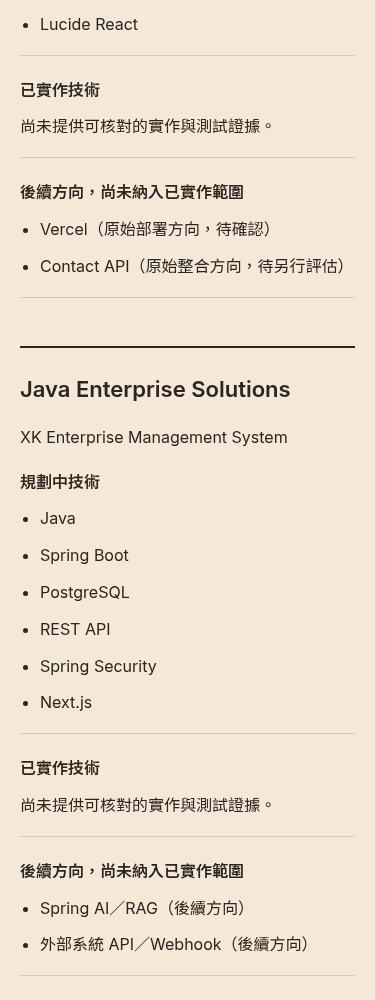 Lucide React
已實作技術
尚未提供可核對的實作與測試證據。
後續方向，尚未納入已實作範圍
Vercel（原始部署方向，待確認）
Contact API（原始整合方向，待另行評估）
Java Enterprise Solutions
XK Enterprise Management System
規劃中技術
Java
Spring Boot
PostgreSQL
REST API
Spring Security
Next.js
已實作技術
尚未提供可核對的實作與測試證據。
後續方向，尚未納入已實作範圍
Spring AI／RAG（後續方向）
外部系統 API／Webhook（後續方向）